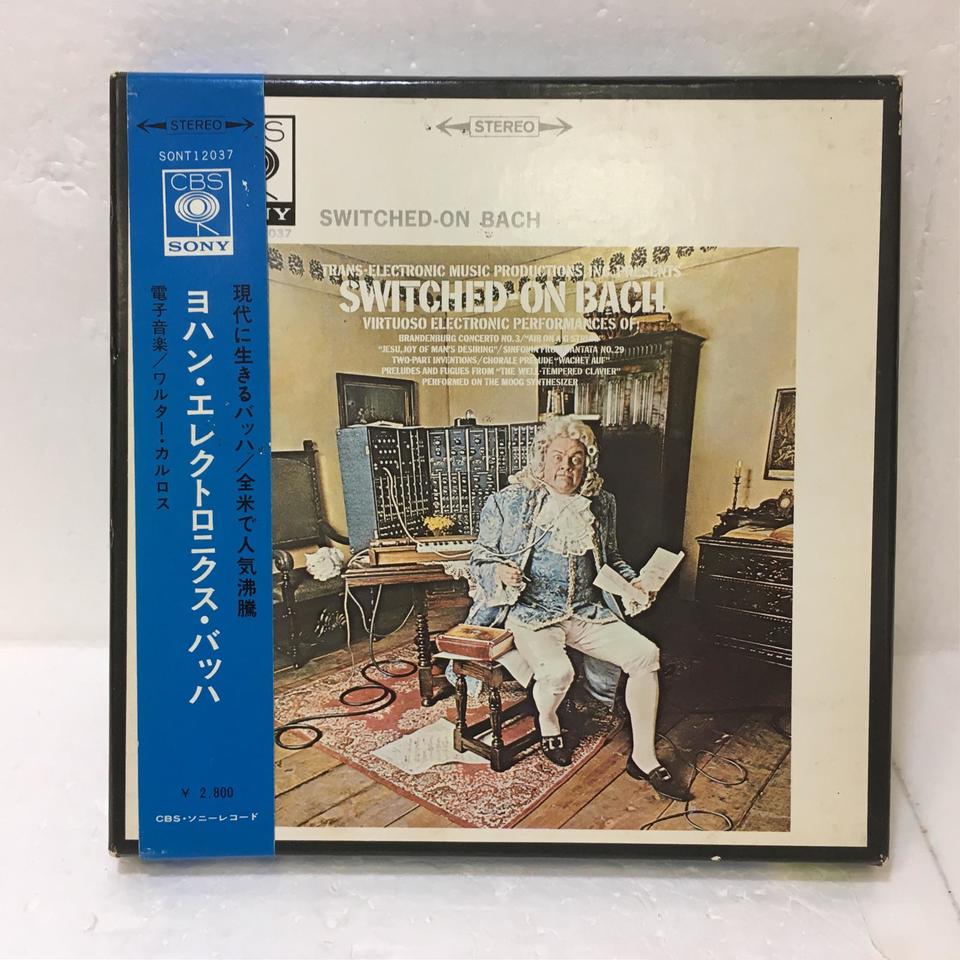 STEREO
SONT12037
CBS
SONY
現代に生きるバッハ/全米で人気沸騰
ヨハン・エレクトロニクス・バッハ
電子音楽/ワルター・カルロス
¥ 2,800
CBS・ソニーレコード
STEREO
SWITCHED-ON BACH
TRANS-ELECTRONIC MUSIC PRODUCTIONS INC. PRESENTS
SWITCHED-ON BACH
VIRTUOSO ELECTRONIC PERFORMANCES OF
BRANDENBURG CONCERTO NO.3/"AIR ON A G STRING"
"JESU, JOY OF MAN'S DESIRING"/SINFONIA FROM CANTATA NO.29
TWO-PART INVENTIONS/CHORALE PRELUDE "WACHET AUF"
PRELUDES AND FUGUES FROM "THE WELL-TEMPERED CLAVIER"
PERFORMED ON THE MOOG SYNTHESIZER